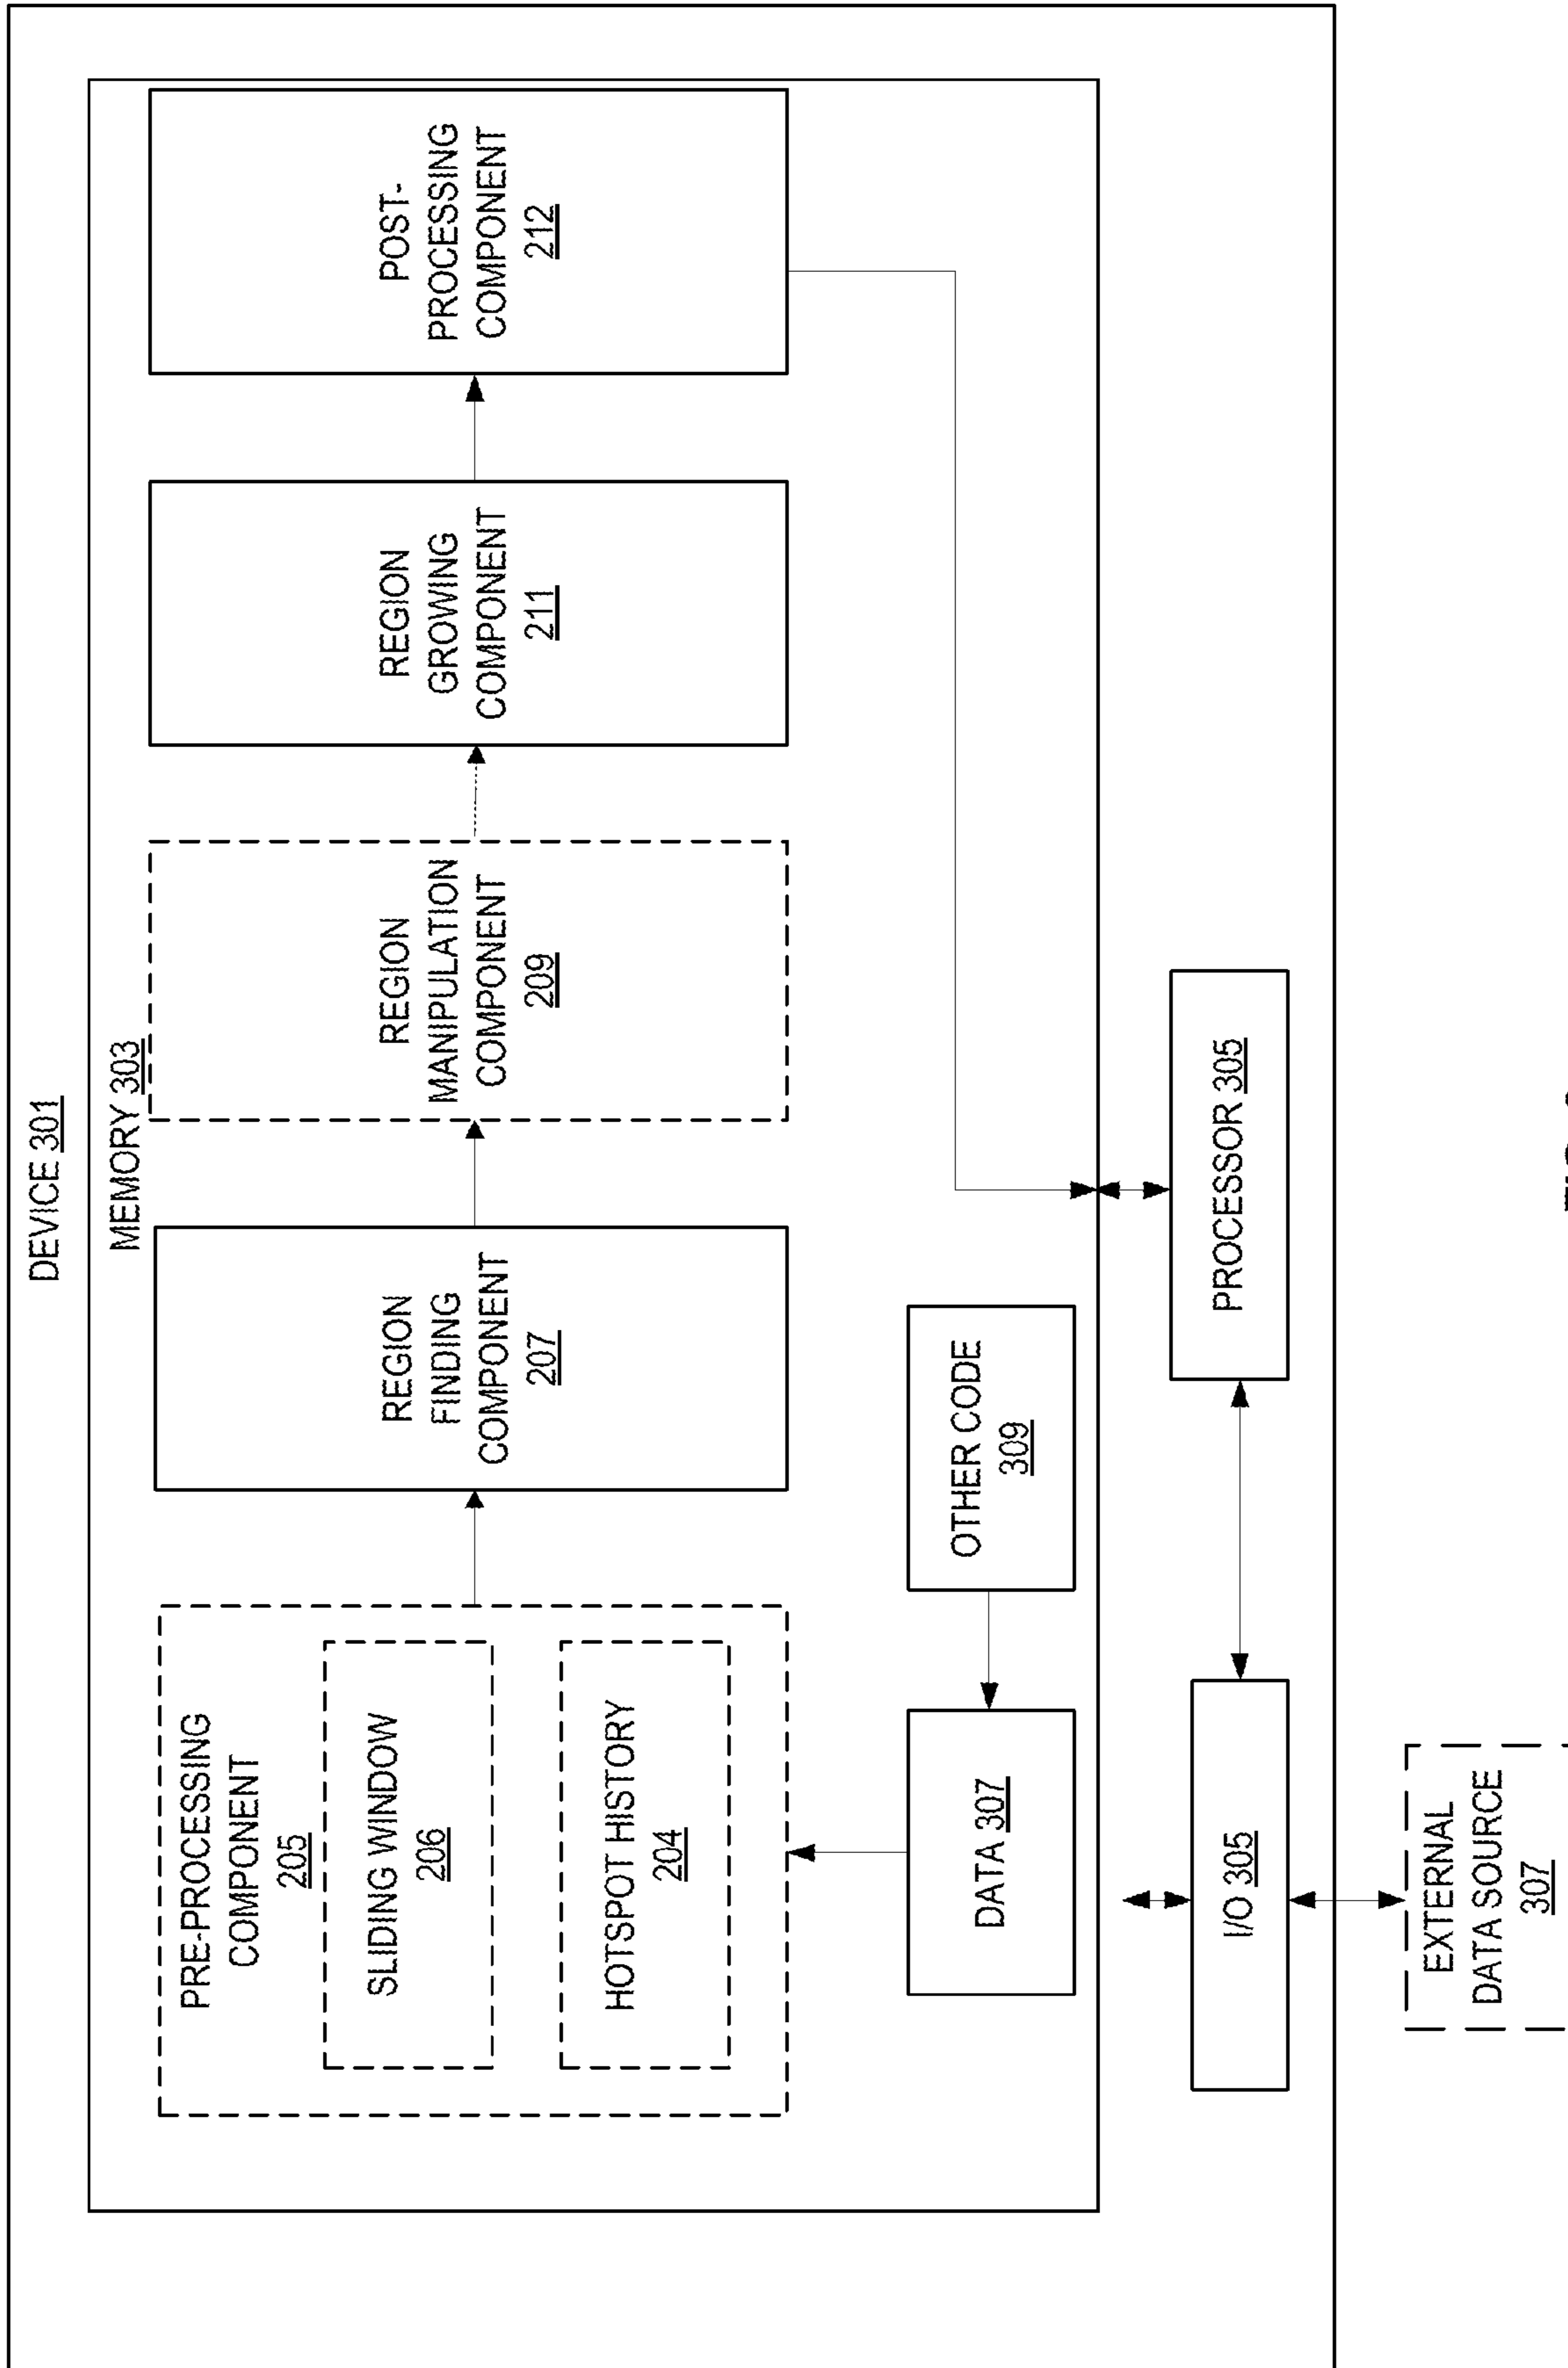 DEVICE 301
MEMORY 303
PRE-PROCESSING
COMPONENT
205
SLIDING WINDOW
206
HOTSPOT HISTORY
204
REGION
FINDING
COMPONENT
207
REGION
MANIPULATION
COMPONENT
209
REGION
GROWING
COMPONENT
211
POST-
PROCESSING
COMPONENT
212
DATA 307
OTHER CODE
309
I/O 305
PROCESSOR 305
EXTERNAL
DATA SOURCE
307